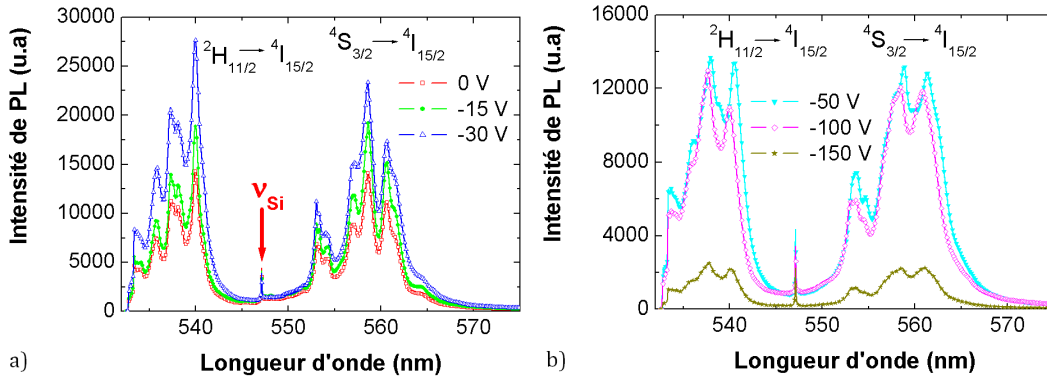 Intensité de PL (u.a)
30000
25000
20000
15000
10000
5000
0
²H₁₁/₂ → ⁴I₁₅/₂
⁴S₃/₂ → ⁴I₁₅/₂
0 V
-15 V
-30 V
νSi
540
550
560
570
Longueur d'onde (nm)
a)
Intensité de PL (u.a)
16000
12000
8000
4000
0
²H₁₁/₂ → ⁴I₁₅/₂
⁴S₃/₂ → ⁴I₁₅/₂
-50 V
-100 V
-150 V
540
550
560
570
Longueur d'onde (nm)
b)